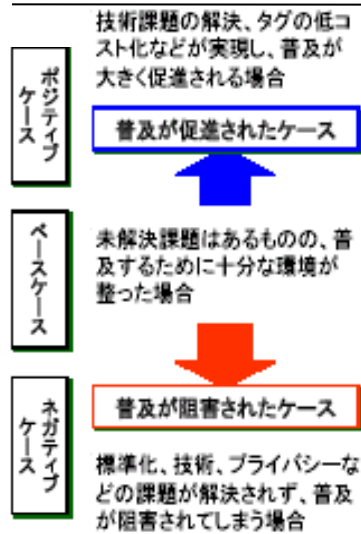 ポジティブ
ケース
技術課題の解決、タグの低コ
スト化などが実現し、普及が
大きく促進される場合
普及が促進されたケース
ベースケース
未解決課題はあるものの、普
及するために十分な環境が
整った場合
ネガティブ
ケース
普及が阻害されたケース
標準化、技術、プライバシーな
どの課題が解決されず、普及
が阻害されてしまう場合